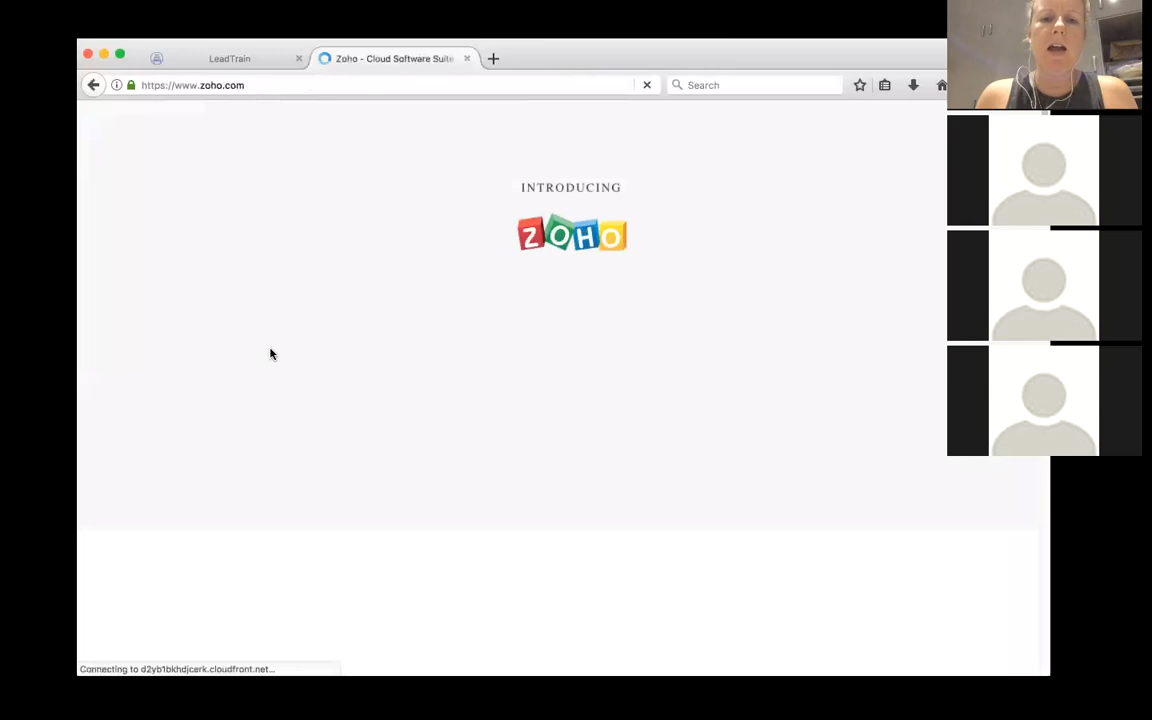 LeadTrain
Zoho - Cloud Software Suite
https://www.zoho.com
Search
INTRODUCING
ZOHO
Connecting to d2yb1bkhdjcerk.cloudfront.net...